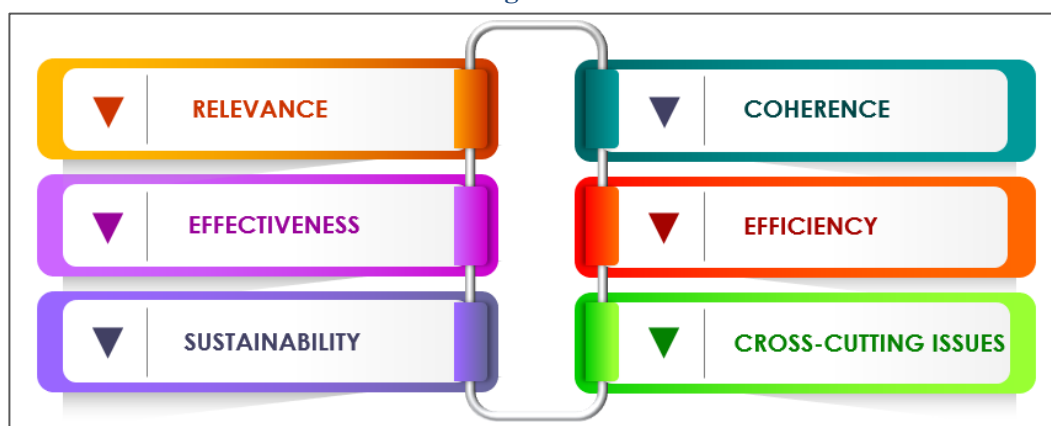 RELEVANCE
COHERENCE
EFFECTIVENESS
EFFICIENCY
SUSTAINABILITY
CROSS-CUTTING ISSUES